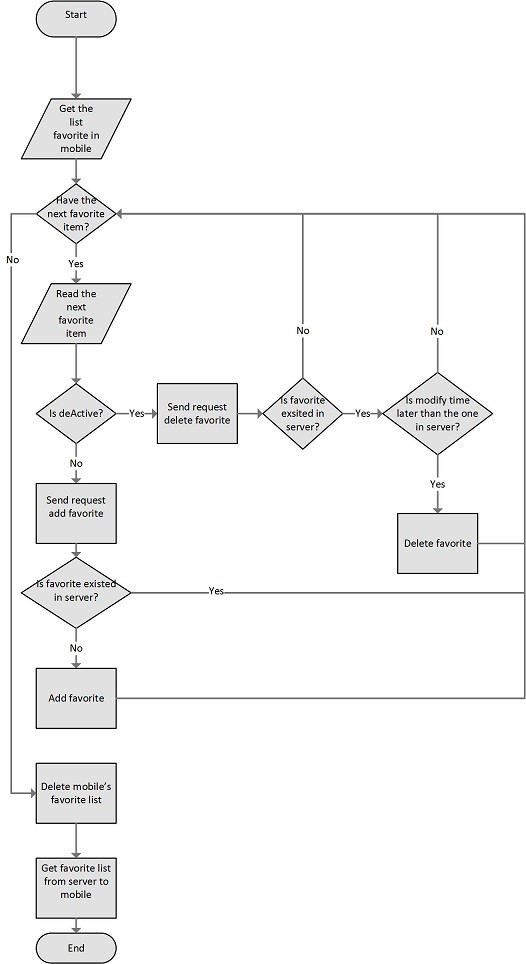 Start
Get the
list
favorite in
mobile
Have the
next favorite
item?
No
Yes
Read the
next
favorite
item
No
No
Is deActive?
Yes
Send request
delete favorite
Is favorite
exsited in
server?
Yes
Is modify time
later than the one
in server?
No
Yes
Send request
add favorite
Delete favorite
Is favorite existed
in server?
Yes
No
Add favorite
Delete mobile's
favorite list
Get favorite list
from server to
mobile
End